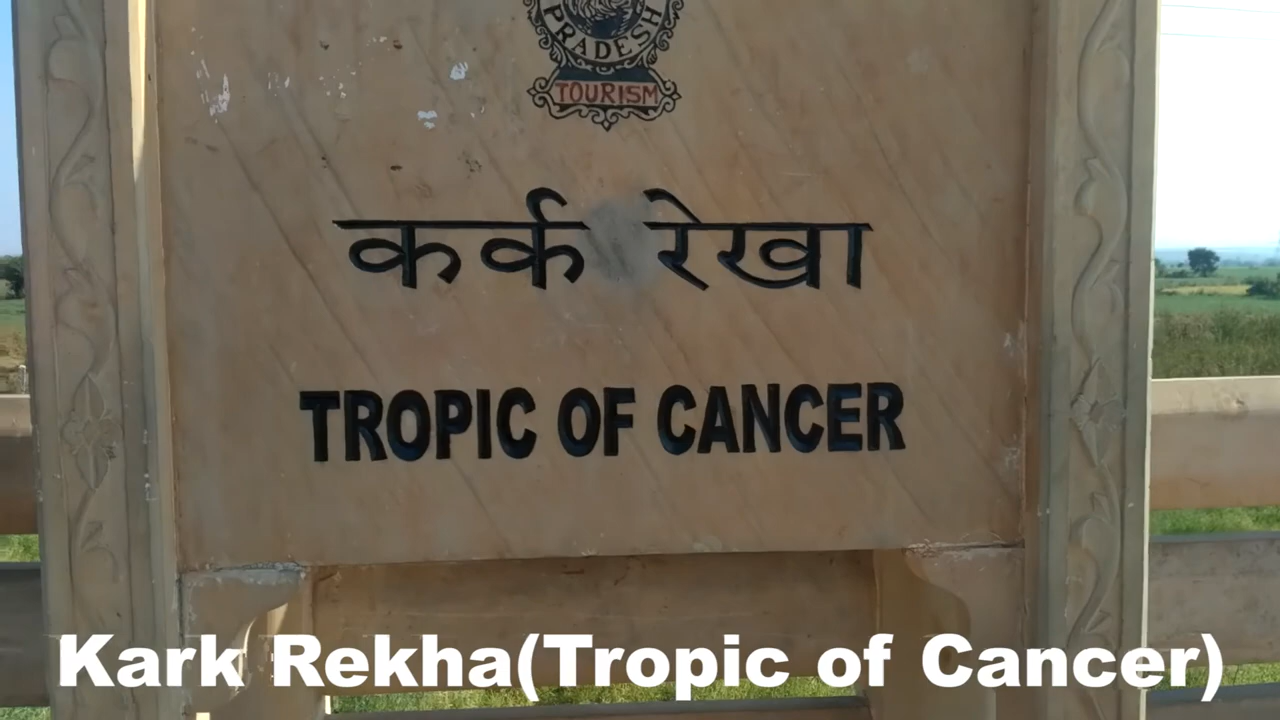 PRADESH
TOURISM
कर्क रेखा
TROPIC OF CANCER
Kark Rekha(Tropic of Cancer)